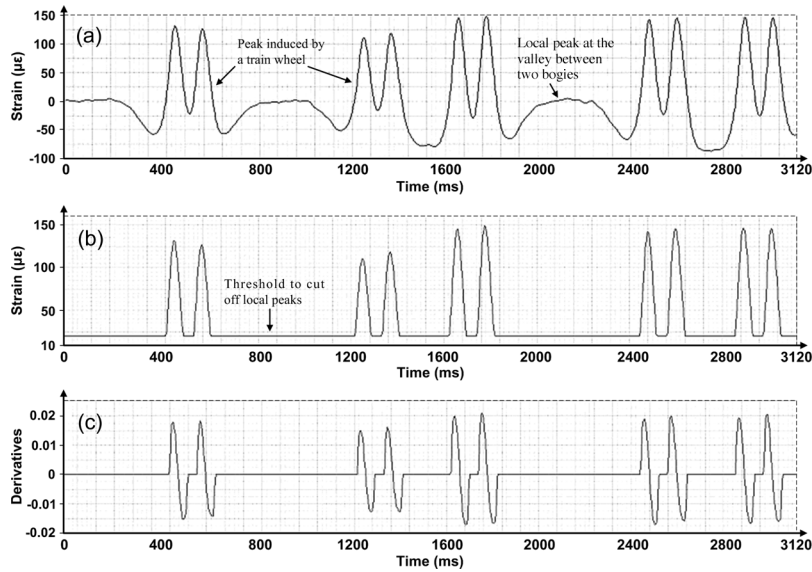 (a)
Strain (με)
150
100
50
0
-50
-100
Peak induced by
a train wheel
Local peak at the
valley between
two bogies
0 400 800 1200 1600 2000 2400 2800 3120
Time (ms)
(b)
Strain (με)
150
100
50
10
Threshold to cut
off local peaks
0 400 800 1200 1600 2000 2400 2800 3120
Time (ms)
(c)
Derivatives
0.02
0.01
0
-0.01
-0.02
0 400 800 1200 1600 2000 2400 2800 3120
Time (ms)